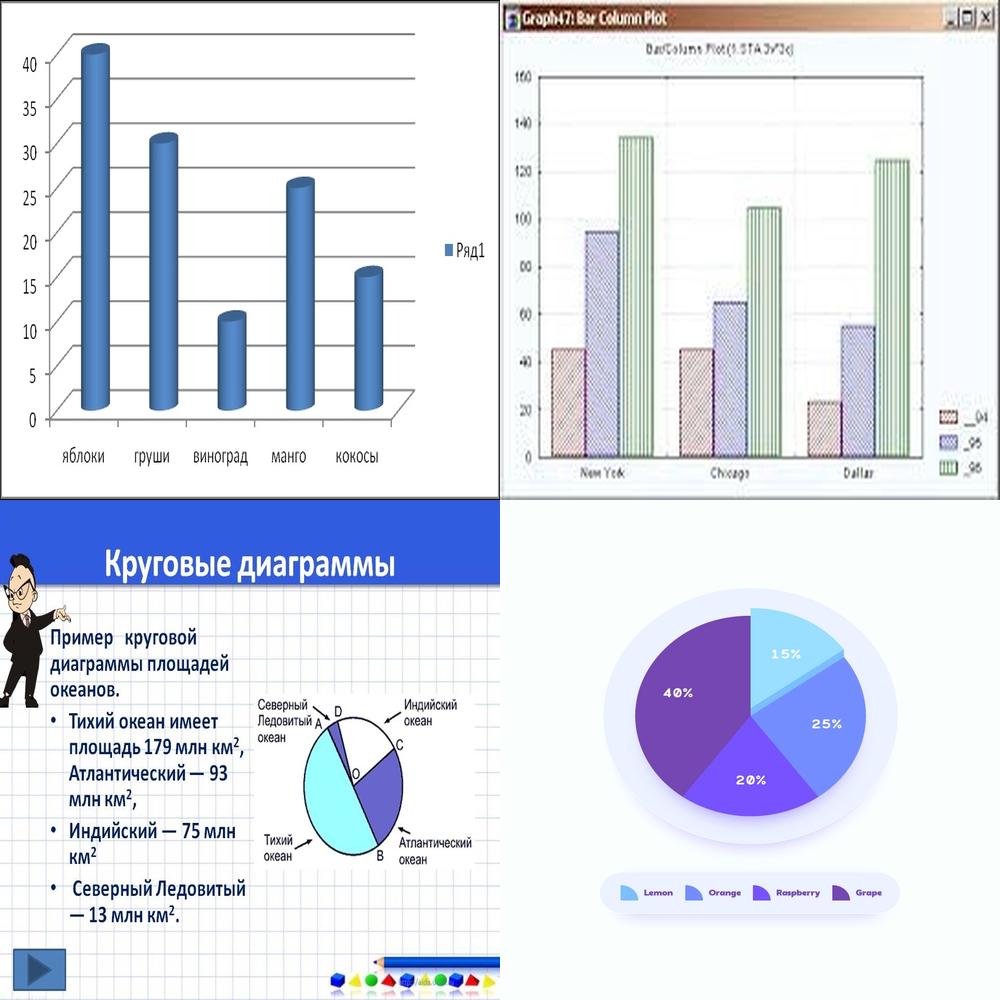 40
35
30
25
20
15
10
5
0
яблоки груши виноград манго кокосы
Ряд1
Graph47: Bar Column Plot
Bar/Column Plot (1.STA 3v*3c)
160
140
120
100
80
60
40
20
0
New York Chicago Dallas
_94
_95
_96
Круговые диаграммы
Пример круговой
диаграммы площадей
океанов.
• Тихий океан имеет
площадь 179 млн км²,
Атлантический — 93
млн км²,
• Индийский — 75 млн
км²
• Северный Ледовитый
— 13 млн км².
Северный
Ледовитый
океан
Индийский
океан
A
D
C
O
B
Тихий
океан
Атлантический
океан
15%
40%
25%
20%
Lemon Orange Raspberry Grape